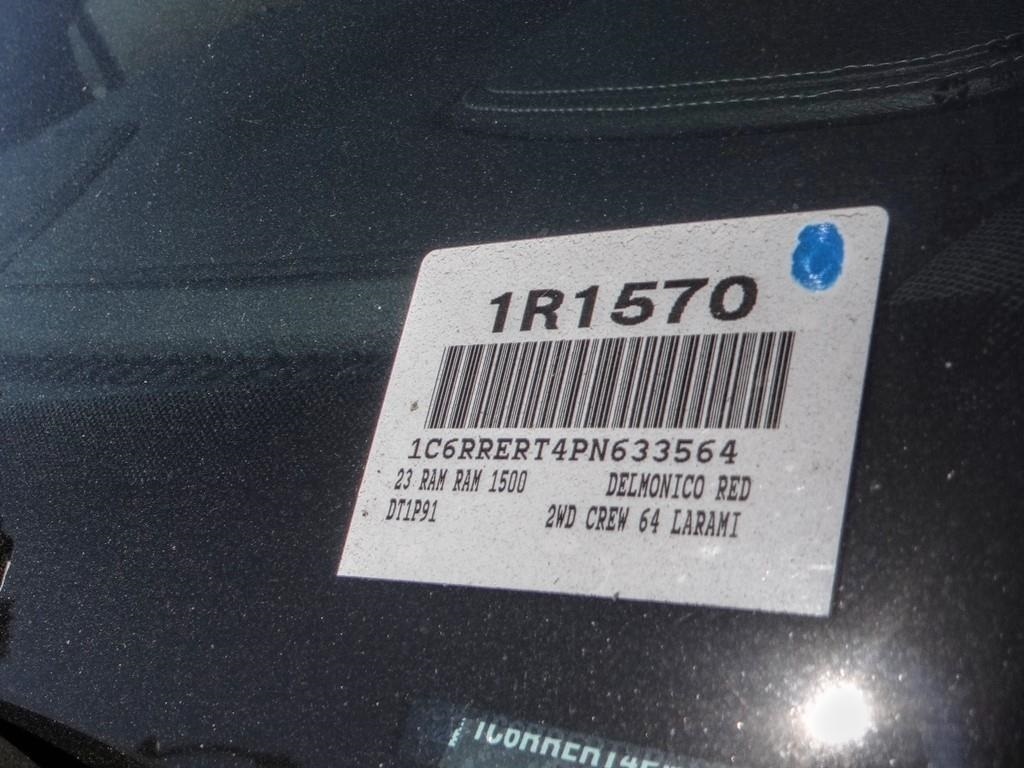 1R1570
1C6RRERT4PN633564
23 RAM RAM 1500 DELMONICO RED
DT1P91 2WD CREW 64 LARAMI